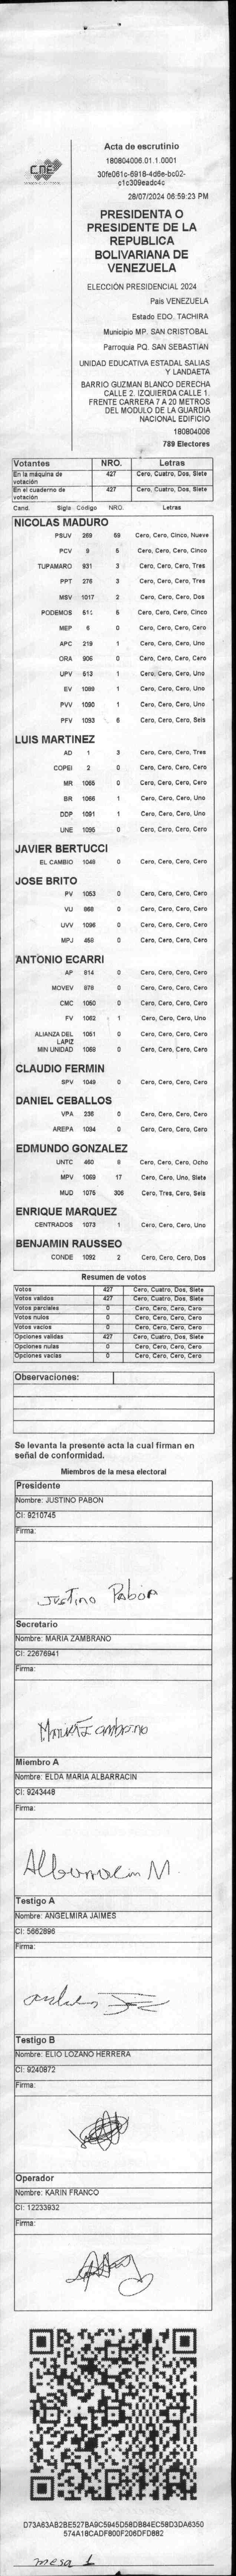 CNE
Acta de escrutinio
180804006.01.1.0001
30fe061c-6918-4d6e-bc02-
c1c309eadc4c
28/07/2024 06:59:23 PM
PRESIDENTA O
PRESIDENTE DE LA
REPUBLICA
BOLIVARIANA DE
VENEZUELA
ELECCIÓN PRESIDENCIAL 2024
País VENEZUELA
Estado EDO. TACHIRA
Municipio MP. SAN CRISTOBAL
Parroquia PQ. SAN SEBASTIAN
UNIDAD EDUCATIVA ESTADAL SALIAS
Y LANDAETA
BARRIO GUZMAN BLANCO DERECHA
CALLE 2. IZQUIERDA CALLE 1.
FRENTE CARRERA 7 A 20 METROS
DEL MODULO DE LA GUARDIA
NACIONAL EDIFICIO
180804006
789 Electores
Votantes NRO. Letras
En la máquina de votación 427 Cero, Cuatro, Dos, Siete
En el cuaderno de votación 427 Cero, Cuatro, Dos, Siete
Cand. Sigla Código NRO. Letras
NICOLAS MADURO
PSUV 269 59 Cero, Cero, Cinco, Nueve
PCV 9 5 Cero, Cero, Cero, Cinco
TUPAMARO 931 3 Cero, Cero, Cero, Tres
PPT 276 3 Cero, Cero, Cero, Tres
MSV 1017 2 Cero, Cero, Cero, Dos
PODEMOS 5 Cero, Cero, Cero, Cinco
MEP 6 0 Cero, Cero, Cero, Cero
APC 219 1 Cero, Cero, Cero, Uno
ORA 906 0 Cero, Cero, Cero, Cero
UPV 613 1 Cero, Cero, Cero, Uno
EV 1089 1 Cero, Cero, Cero, Uno
PVV 1090 1 Cero, Cero, Cero, Uno
PFV 1093 6 Cero, Cero, Cero, Seis
LUIS MARTINEZ
AD 1 3 Cero, Cero, Cero, Tres
COPEI 2 0 Cero, Cero, Cero, Cero
MR 1065 0 Cero, Cero, Cero, Cero
BR 1066 1 Cero, Cero, Cero, Uno
DDP 1091 1 Cero, Cero, Cero, Uno
UNE 1095 0 Cero, Cero, Cero, Cero
JAVIER BERTUCCI
EL CAMBIO 1048 0 Cero, Cero, Cero, Cero
JOSE BRITO
PV 1053 0 Cero, Cero, Cero, Cero
VU 868 0 Cero, Cero, Cero, Cero
UVV 1096 0 Cero, Cero, Cero, Cero
MPJ 459 0 Cero, Cero, Cero, Cero
ANTONIO ECARRI
AP 814 0 Cero, Cero, Cero, Cero
MOVEV 878 0 Cero, Cero, Cero, Cero
CMC 1050 0 Cero, Cero, Cero, Cero
FV 1062 1 Cero, Cero, Cero, Uno
ALIANZA DEL LAPIZ 1051 0 Cero, Cero, Cero, Cero
MIN UNIDAD 1068 0 Cero, Cero, Cero, Cero
CLAUDIO FERMIN
SPV 1049 0 Cero, Cero, Cero, Cero
DANIEL CEBALLOS
VPA 236 0 Cero, Cero, Cero, Cero
AREPA 1094 0 Cero, Cero, Cero, Cero
EDMUNDO GONZALEZ
UNTC 460 8 Cero, Cero, Cero, Ocho
MPV 1069 17 Cero, Cero, Uno, Siete
MUD 1075 306 Cero, Tres, Cero, Seis
ENRIQUE MARQUEZ
CENTRADOS 1073 1 Cero, Cero, Cero, Uno
BENJAMIN RAUSSEO
CONDE 1092 2 Cero, Cero, Cero, Dos
Resumen de votos
Votos 427 Cero, Cuatro, Dos, Siete
Votos validos 427 Cero, Cuatro, Dos, Siete
Votos parciales 0 Cero, Cero, Cero, Cero
Votos nulos 0 Cero, Cero, Cero, Cero
Votos vacios 0 Cero, Cero, Cero, Cero
Opciones validas 427 Cero, Cuatro, Dos, Siete
Opciones nulas 0 Cero, Cero, Cero, Cero
Opciones vacias 0 Cero, Cero, Cero, Cero
Observaciones:
Se levanta la presente acta la cual firman en
señal de conformidad.
Miembros de la mesa electoral
Presidente
Nombre: JUSTINO PABON
CI: 9210745
Firma:
Justino Pabon
Secretario
Nombre: MARIA ZAMBRANO
CI: 22676941
Firma:
Maria Zambrano
Miembro A
Nombre: ELDA MARIA ALBARRACIN
CI: 9243448
Firma:
Albarracin M.
Testigo A
Nombre: ANGELMIRA JAIMES
CI: 5662896
Firma:
Testigo B
Nombre: ELIO LOZANO HERRERA
CI: 9240872
Firma:
Operador
Nombre: KARIN FRANCO
CI: 12233932
Firma:
D73A63AB2BE527BA9C5945D58DB84EC58D3DA6350
574A18CADF800F206DFD882
mesa 1